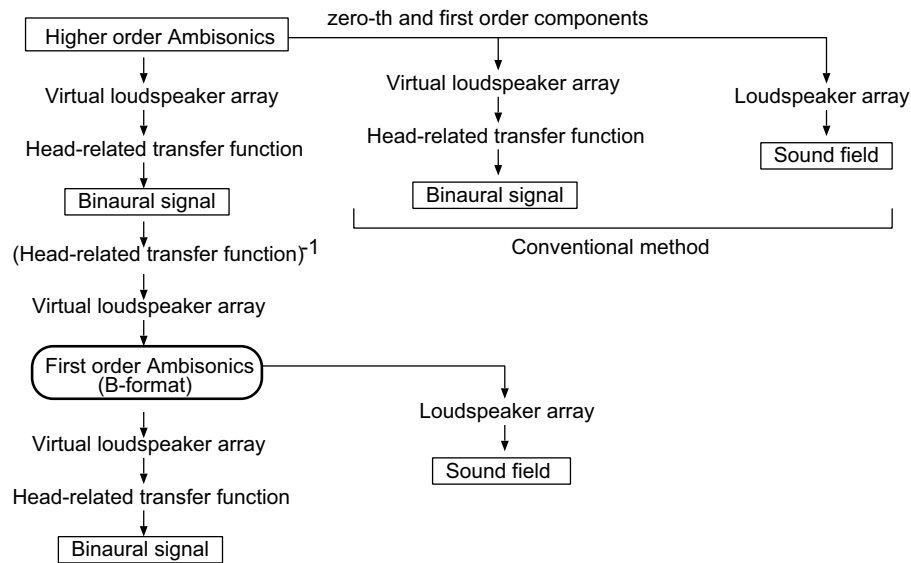 zero-th and first order components
Higher order Ambisonics
Virtual loudspeaker array
Head-related transfer function
Binaural signal
(Head-related transfer function)-1
Virtual loudspeaker array
First order Ambisonics
(B-format)
Virtual loudspeaker array
Head-related transfer function
Binaural signal
Loudspeaker array
Sound field
Virtual loudspeaker array
Head-related transfer function
Binaural signal
Loudspeaker array
Sound field
Conventional method